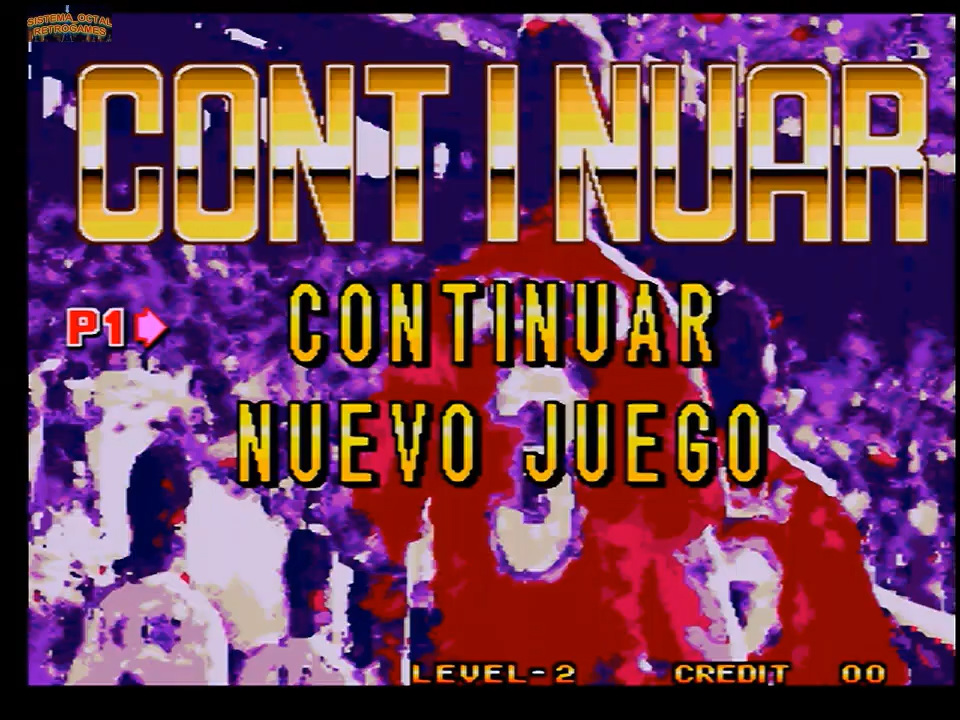 SISTEMA_OCTAL
RETROGAMES
CONTINUAR
P1 CONTINUAR
NUEVO JUEGO
LEVEL-2 CREDIT 00